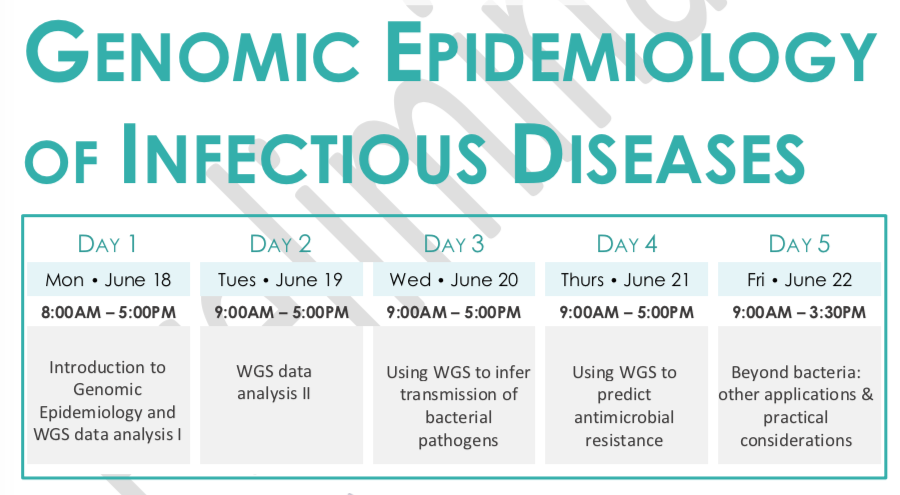 GENOMIC EPIDEMIOLOGY
OF INFECTIOUS DISEASES
DAY 1
Mon • June 18
8:00AM – 5:00PM
Introduction to
Genomic
Epidemiology and
WGS data analysis I
DAY 2
Tues • June 19
9:00AM – 5:00PM
WGS data
analysis II
DAY 3
Wed • June 20
9:00AM – 5:00PM
Using WGS to infer
transmission of
bacterial
pathogens
DAY 4
Thurs • June 21
9:00AM – 5:00PM
Using WGS to
predict
antimicrobial
resistance
DAY 5
Fri • June 22
9:00AM – 3:30PM
Beyond bacteria:
other applications &
practical
considerations